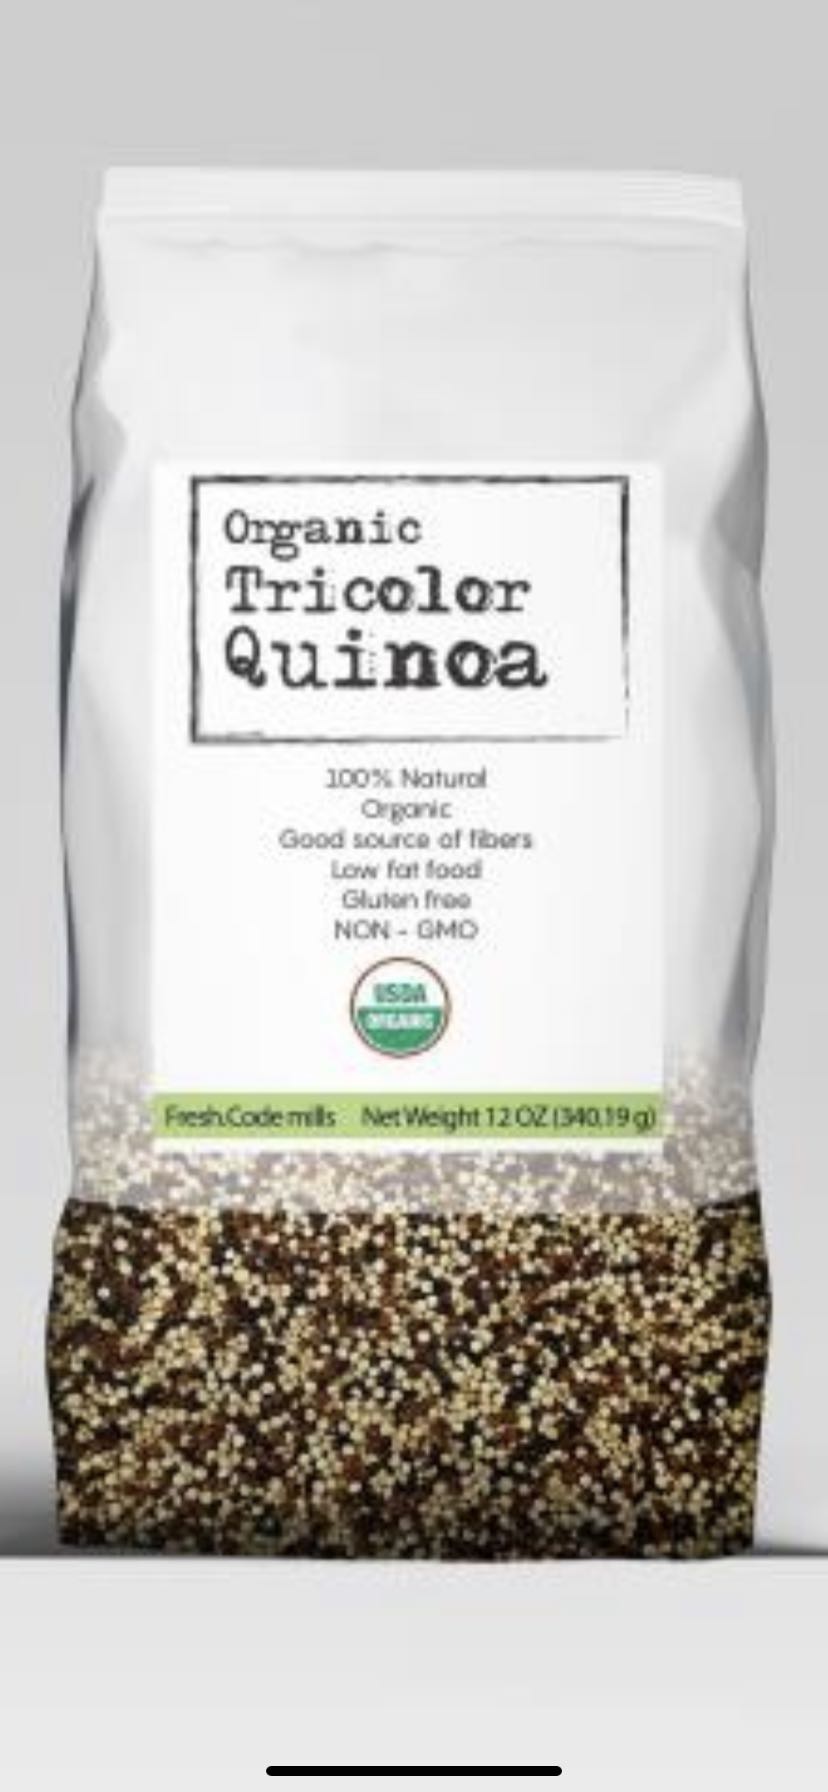 Organic
Tricolor
Quinoa
100% Natural
Organic
Good source of fibers
Low fat food
Gluten free
NON - GMO
USDA
ORGANIC
Fresh.Code mills Net Weight 12 OZ (340,19 g)